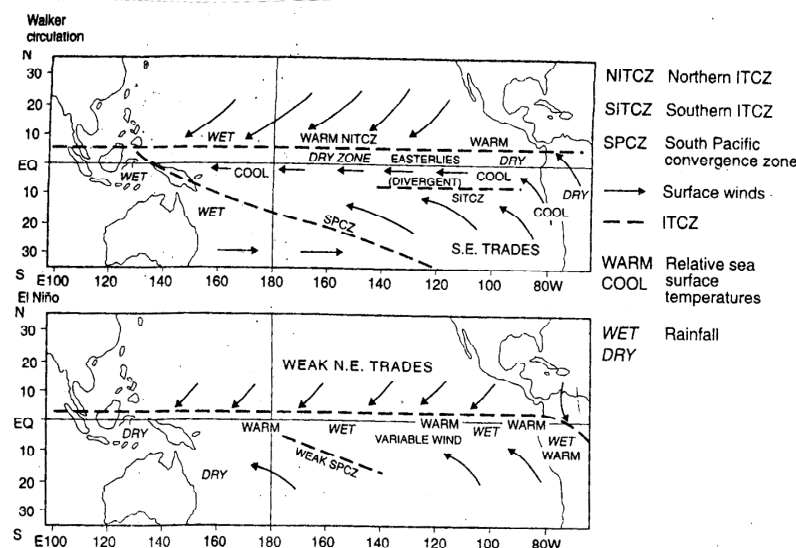 Walker
circulation
N
30
20
10
EQ
10
20
30
S
WET
WARM NITCZ
WARM
DRY ZONE
EASTERLIES
DRY
WET
COOL
(DIVERGENT)
COOL
DRY
WET
SITCZ
COOL
SPCZ
S.E. TRADES
E100 120 140 160 180 160 140 120 100 80W
NITCZ Northern ITCZ
SITCZ Southern ITCZ
SPCZ South Pacific
convergence zone
Surface winds
ITCZ
WARM Relative sea
COOL surface
temperatures
WET Rainfall
DRY
El Niño
N
30
20
10
EQ
10
20
30
S
WEAK N.E. TRADES
DRY
WARM
WET
WARM
WET
WARM
VARIABLE WIND
WET
WARM
DRY
WEAK SPCZ
E100 120 140 160 180 160 140 120 100 80W